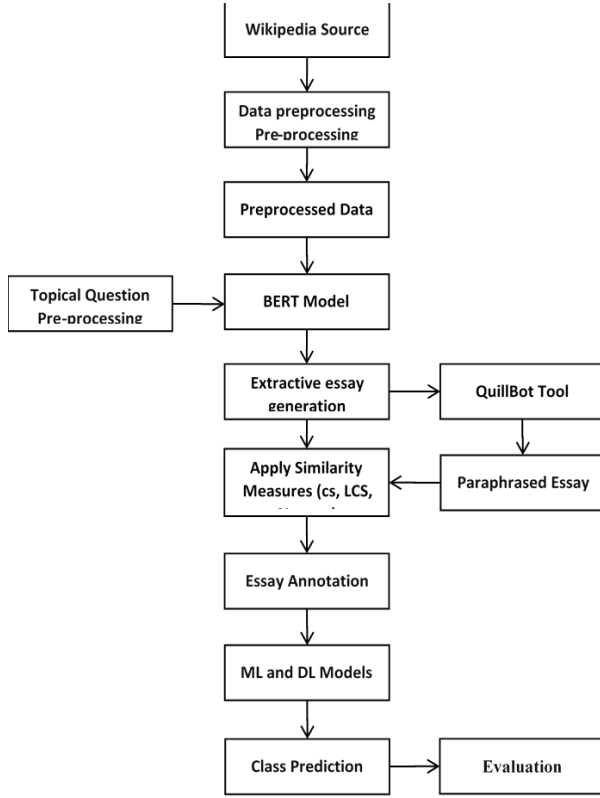 Wikipedia Source
Data preprocessing
Pre-processing
Preprocessed Data
Topical Question
Pre-processing
BERT Model
Extractive essay
generation
QuillBot Tool
Apply Similarity
Measures (cs, LCS,
Paraphrased Essay
Essay Annotation
ML and DL Models
Class Prediction
Evaluation